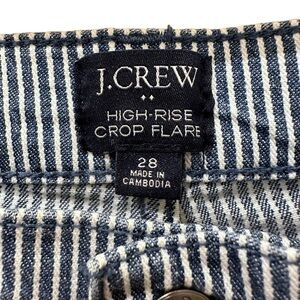 J.CREW
HIGH-RISE
CROP FLARE
28
MADE IN
CAMBODIA